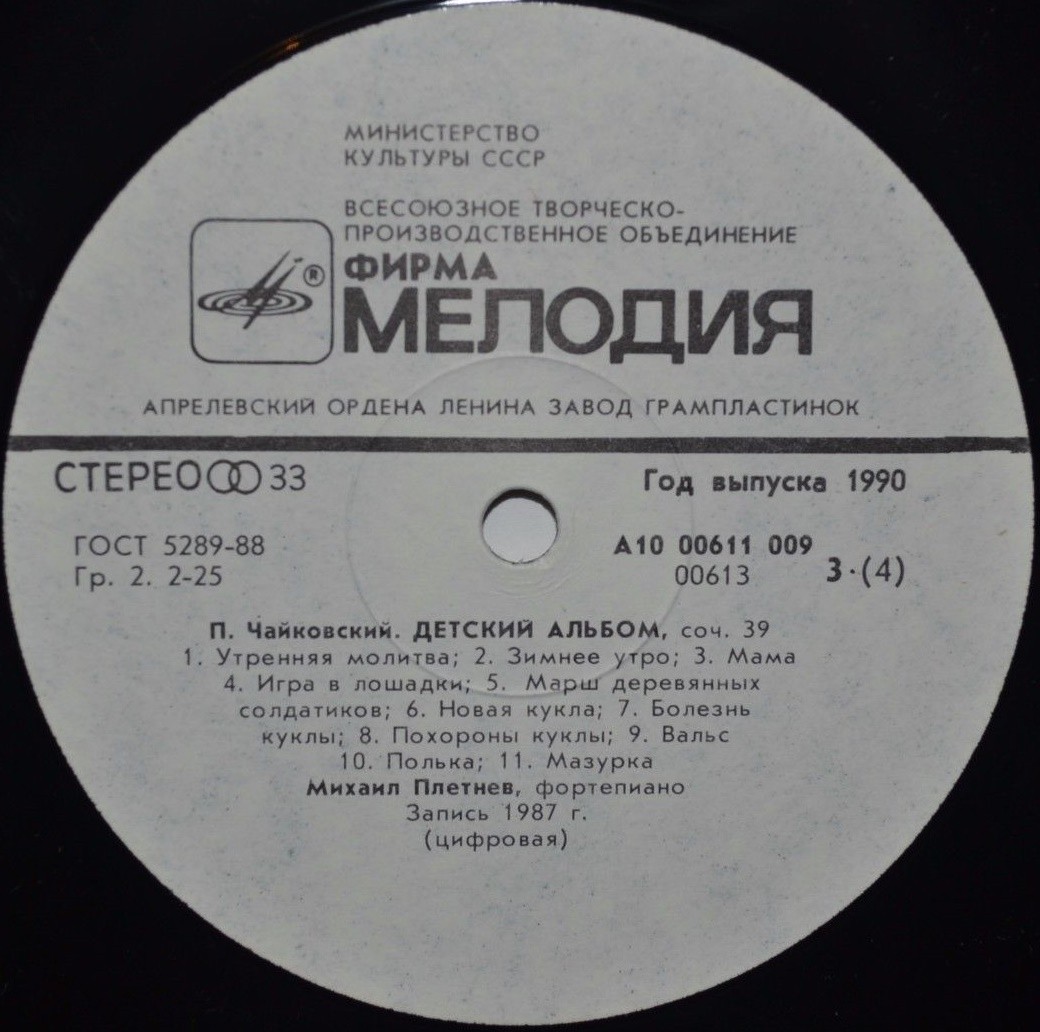 МИНИСТЕРСТВО
КУЛЬТУРЫ СССР
ВСЕСОЮЗНОЕ ТВОРЧЕСКО-
ПРОИЗВОДСТВЕННОЕ ОБЪЕДИНЕНИЕ
®
ФИРМА
МЕЛОДИЯ
АПРЕЛЕВСКИЙ ОРДЕНА ЛЕНИНА ЗАВОД ГРАМПЛАСТИНОК
СТЕРЕО 33
Год выпуска 1990
ГОСТ 5289-88
Гр. 2. 2-25
А10 00611 009
00613 3·(4)
П. Чайковский. ДЕТСКИЙ АЛЬБОМ, соч. 39
1. Утренняя молитва; 2. Зимнее утро; 3. Мама
4. Игра в лошадки; 5. Марш деревянных
солдатиков; 6. Новая кукла; 7. Болезнь
куклы; 8. Похороны куклы; 9. Вальс
10. Полька; 11. Мазурка
Михаил Плетнев, фортепиано
Запись 1987 г.
(цифровая)